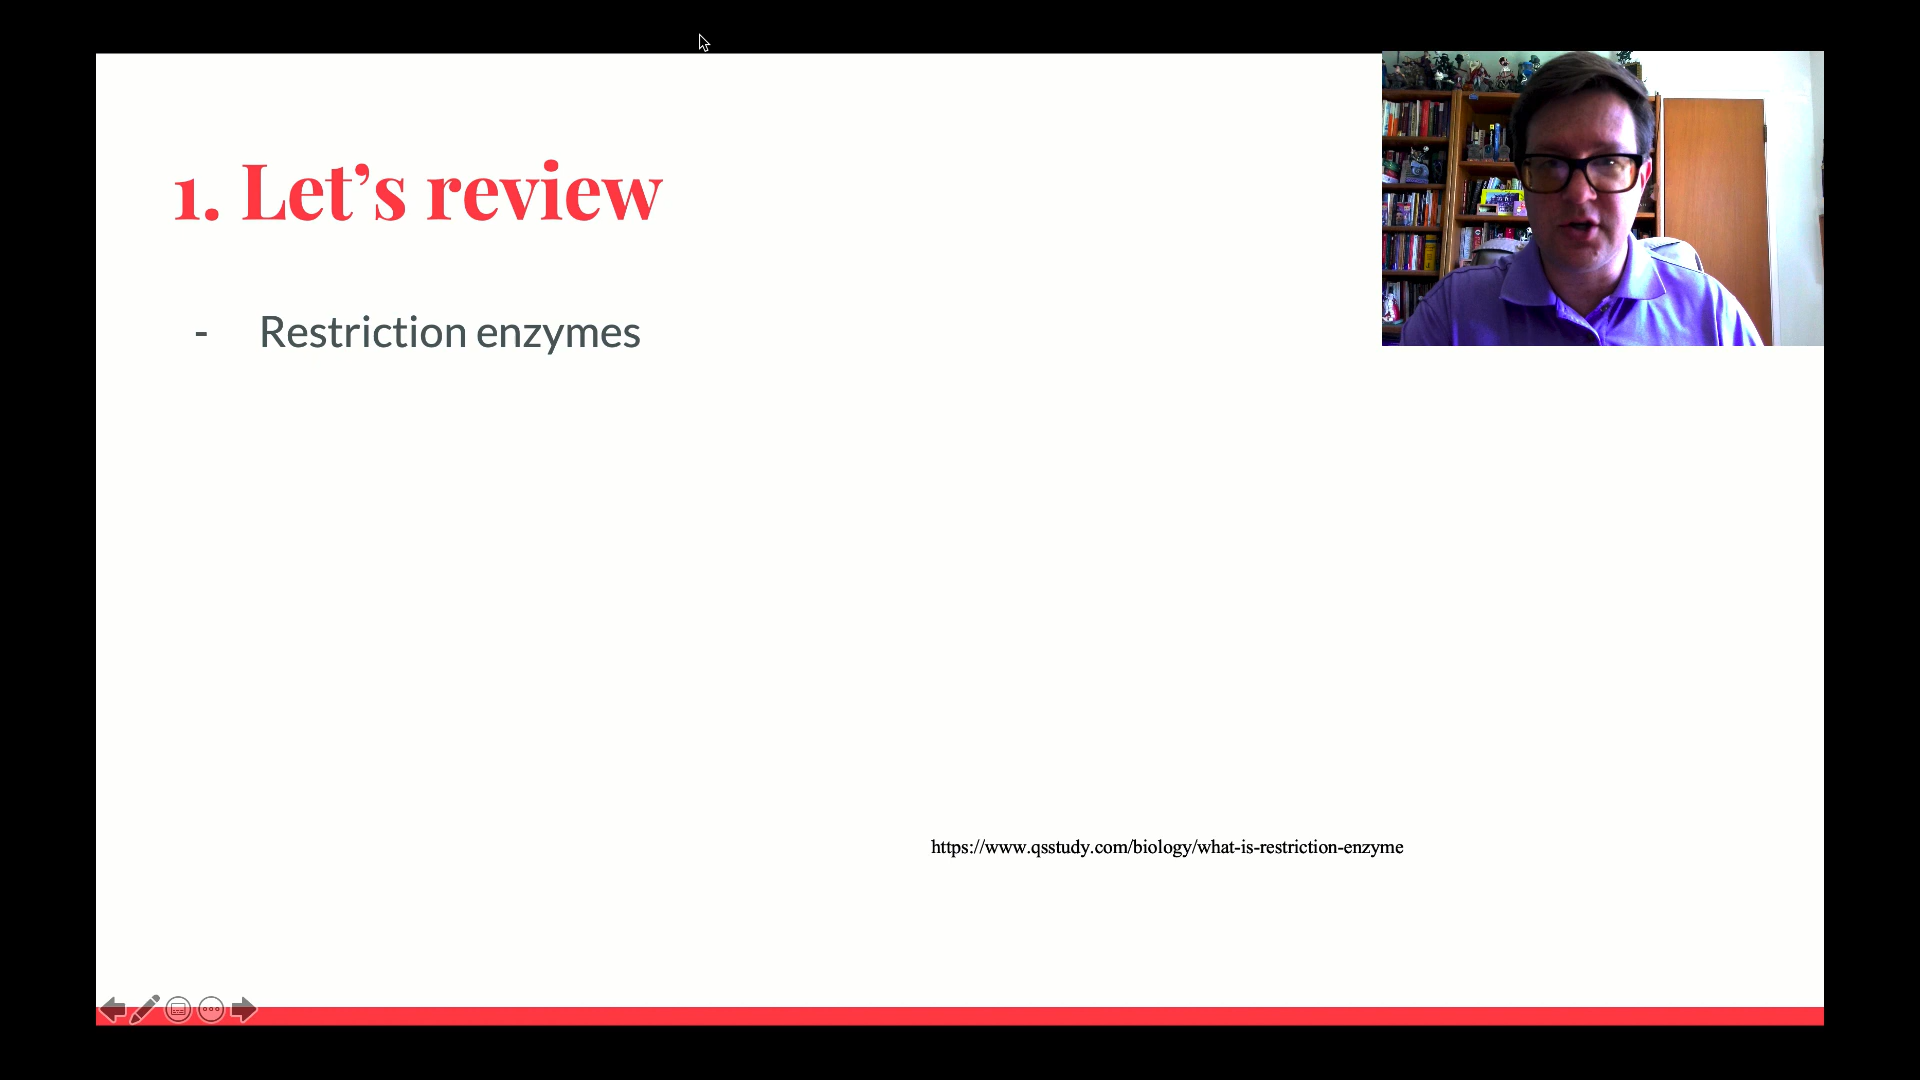 1. Let’s review
- Restriction enzymes
https://www.qsstudy.com/biology/what-is-restriction-enzyme